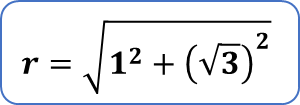 r = √(1² + (√3)²)